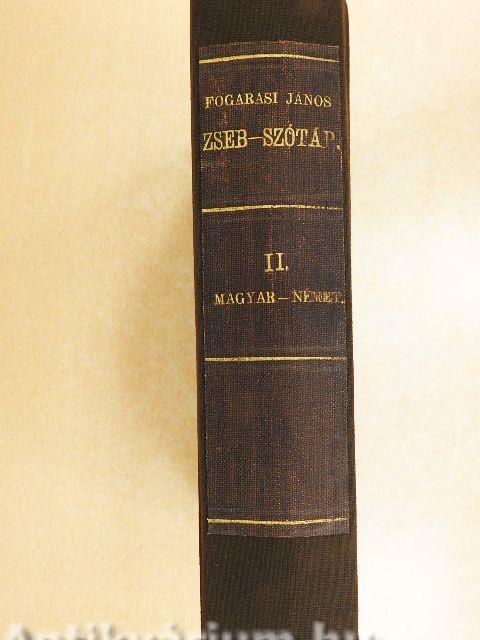 FOGARASI JÁNOS
ZSEB-SZÓTÁR.
II.
MAGYAR-NÉMET.